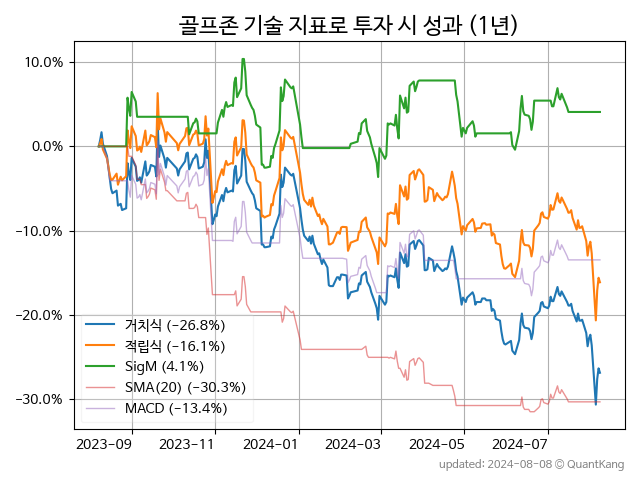 골프존 기술 지표로 투자 시 성과 (1년)
10.0%
0.0%
−10.0%
−20.0%
−30.0%
거치식 (−26.8%)
적립식 (−16.1%)
SigM (4.1%)
SMA(20) (−30.3%)
MACD (−13.4%)
2023−09 2023−11 2024−01 2024−03 2024−05 2024−07
updated: 2024−08−08 © QuantKang